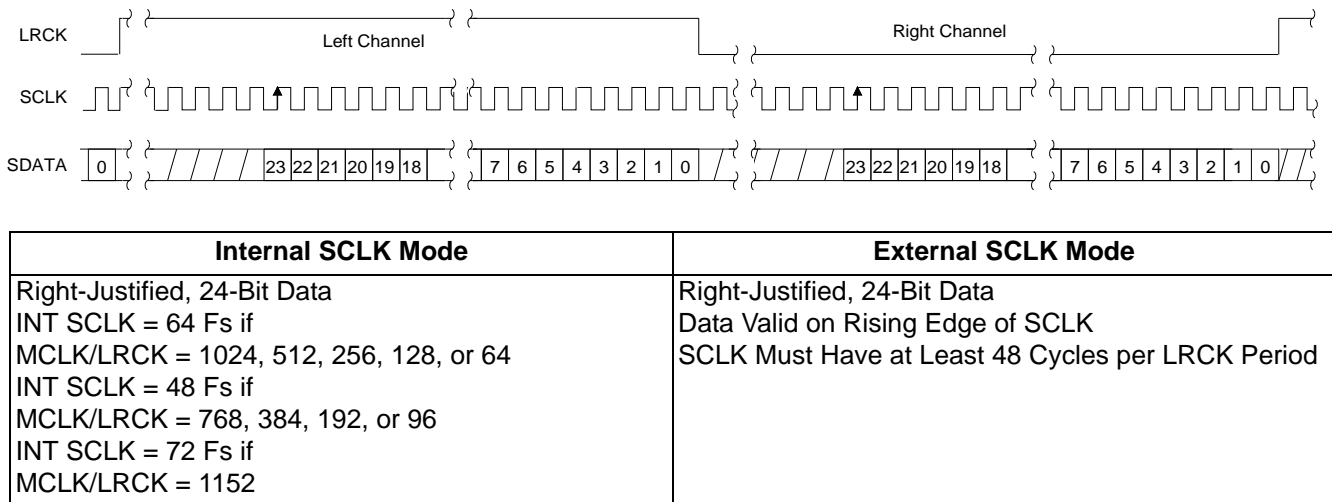 LRCK
Left Channel
Right Channel
SCLK
SDATA 0 23 22 21 20 19 18 7 6 5 4 3 2 1 0 23 22 21 20 19 18 7 6 5 4 3 2 1 0
Internal SCLK Mode
Right-Justified, 24-Bit Data
INT SCLK = 64 Fs if
MCLK/LRCK = 1024, 512, 256, 128, or 64
INT SCLK = 48 Fs if
MCLK/LRCK = 768, 384, 192, or 96
INT SCLK = 72 Fs if
MCLK/LRCK = 1152
External SCLK Mode
Right-Justified, 24-Bit Data
Data Valid on Rising Edge of SCLK
SCLK Must Have at Least 48 Cycles per LRCK Period